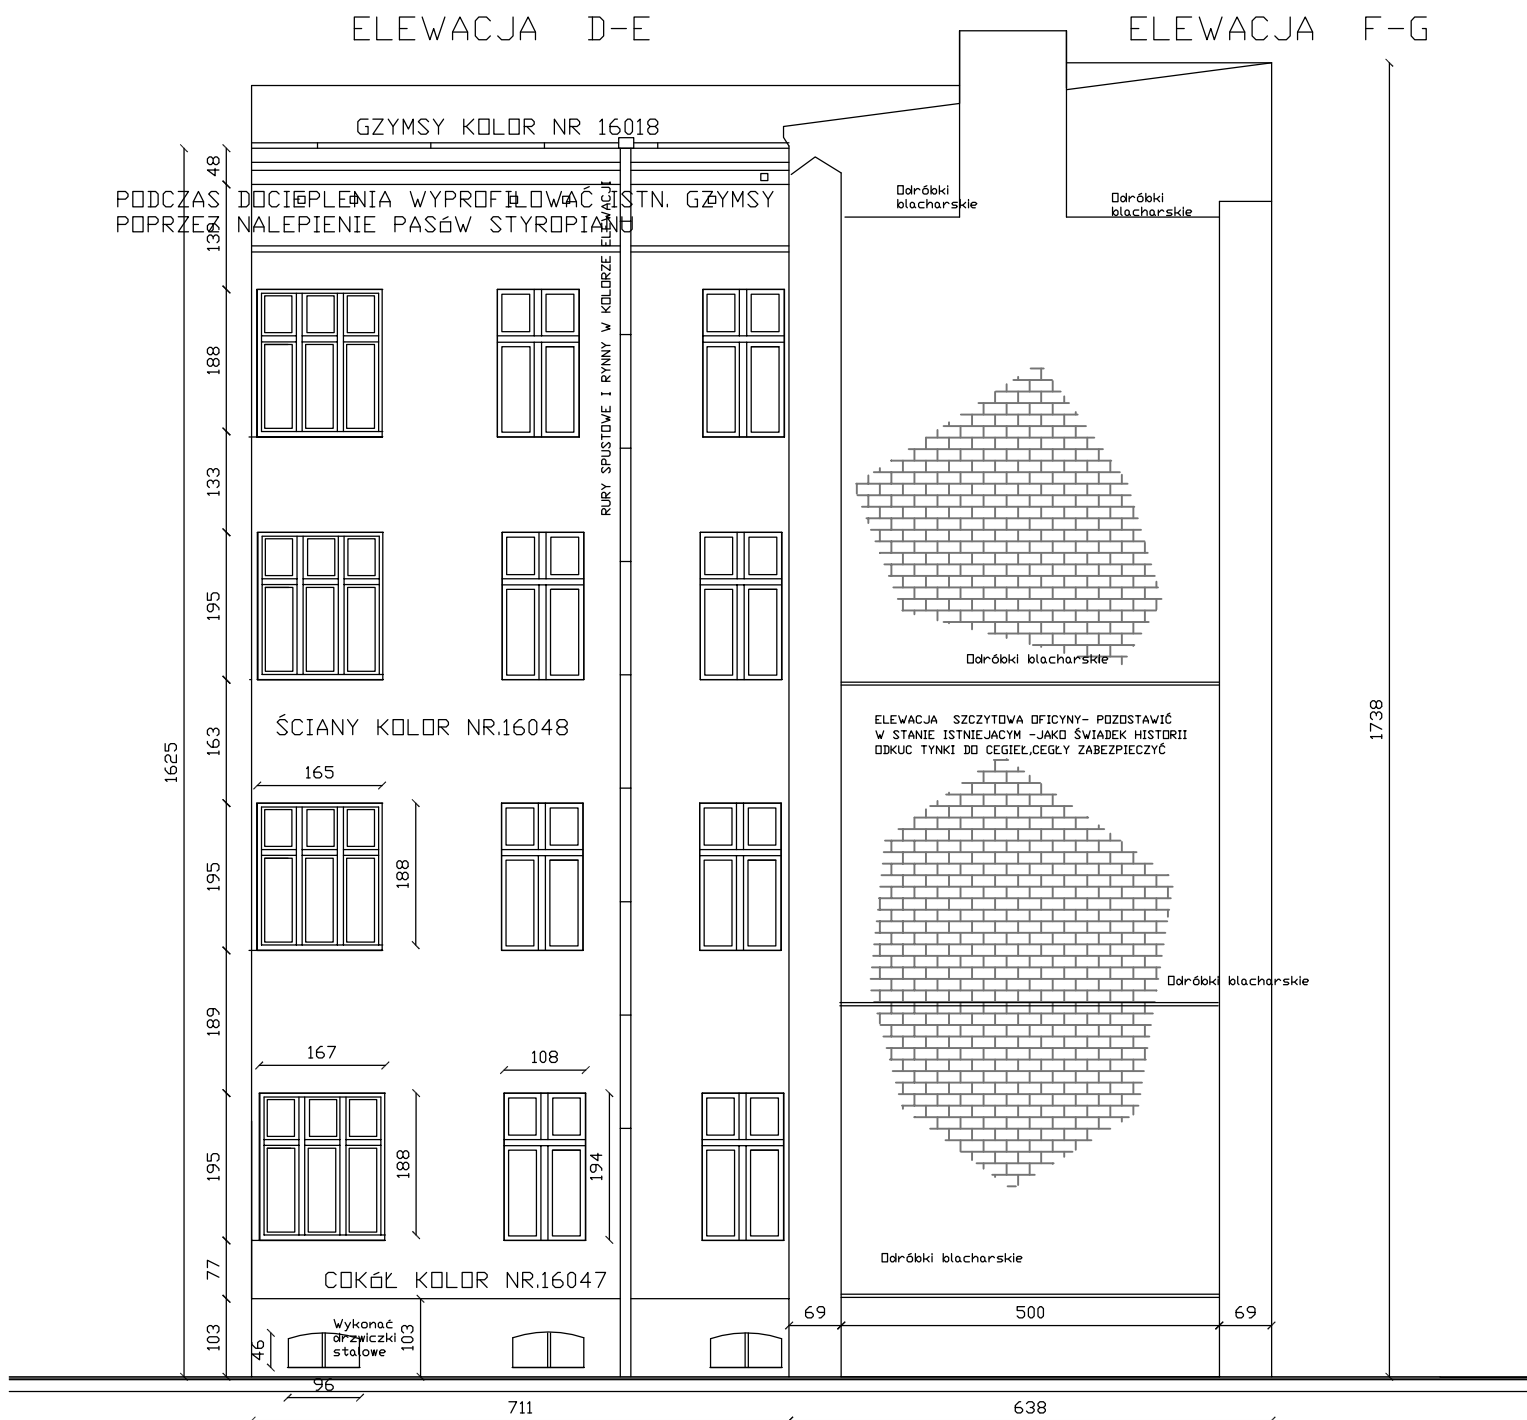 ELEWACJA D-E
ELEWACJA F-G
GZYMSY KOLOR NR 16018
48
PODCZAS DOCIEPLENIA WYPROFILOWAĆ ISTN. GZYMSY
POPRZEZ NALEPIENIE PASÓW STYROPIANU
RURY SPUSTOWE I RYNNY W KOLORZE ELEWACJI
Odróbki
blacharskie
Odróbki
blacharskie
188
133
195
Odróbki blacharskie
ŚCIANY KOLOR NR.16048
ELEWACJA SZCZYTOWA OFICYNY- POZOSTAWIĆ
W STANIE ISTNIEJACYM -JAKO ŚWIADEK HISTORII
ODKUC TYNKI DO CEGIEŁ,CEGŁY ZABEZPIECZYĆ
163
1625
1738
165
195
188
Odróbki blacharskie
189
167
108
195
188
194
Odróbki blacharskie
77
COKÓŁ KOLOR NR.16047
69
500
69
103
46
Wykonać
drzwiczki
stalowe
103
96
711
638